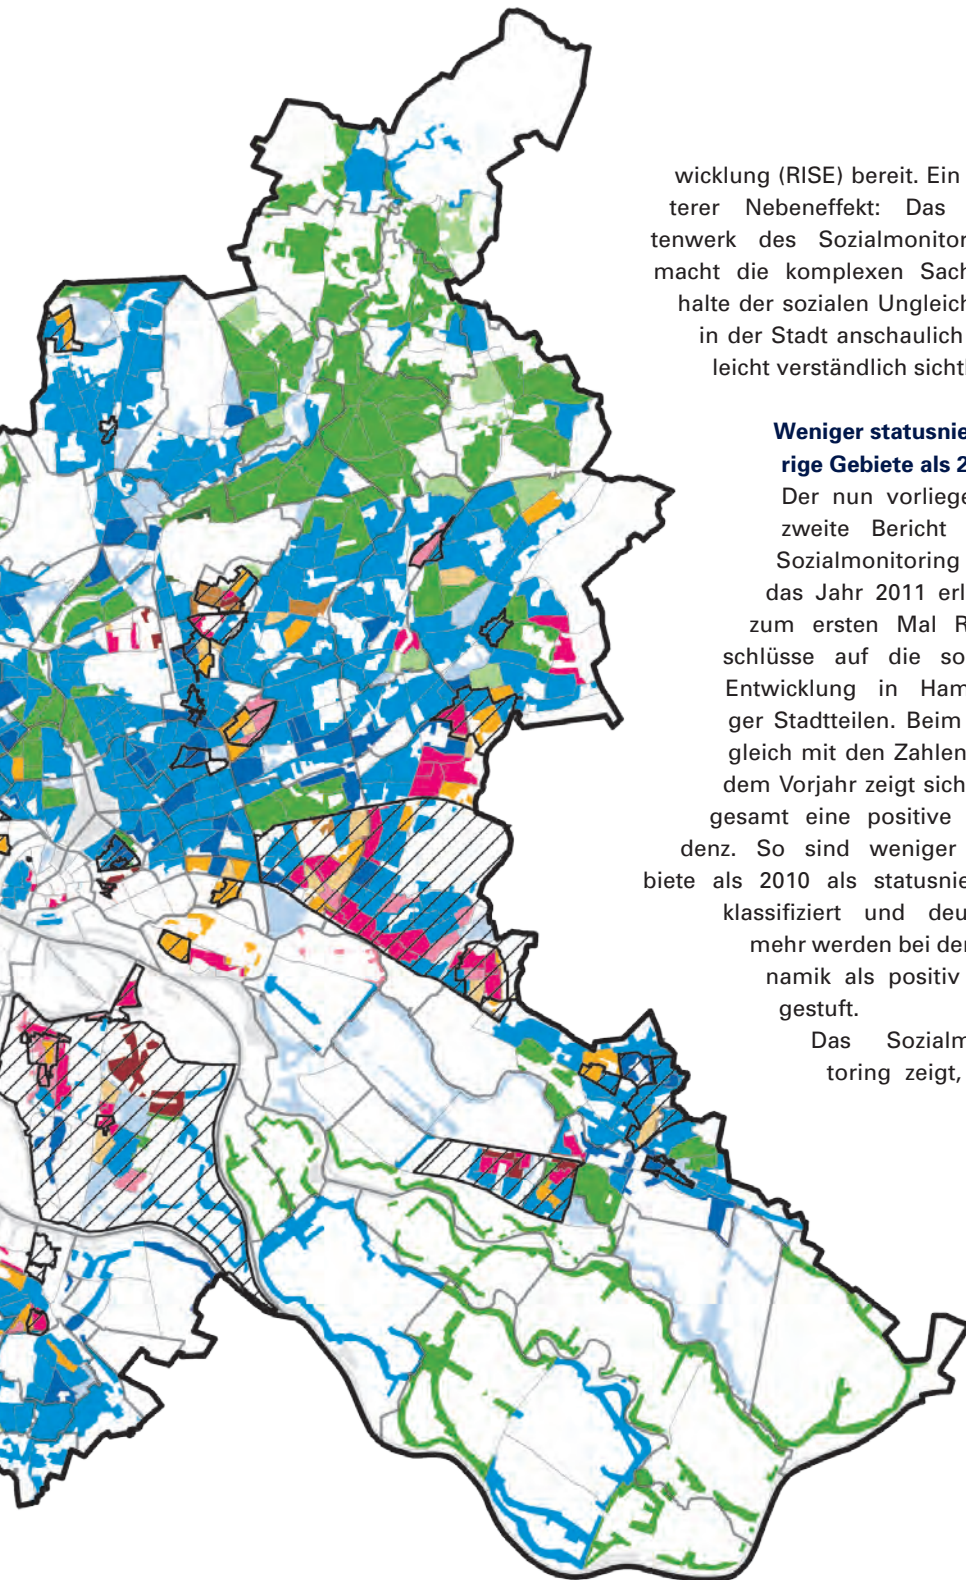 wicklung (RISE) bereit. Ein
terer Nebeneffekt: Das
tenwerk des Sozialmonitor
macht die komplexen Sach
halte der sozialen Ungleich
in der Stadt anschaulich
leicht verständlich sicht
Weniger statusnie
rige Gebiete als 2
Der nun vorliege
zweite Bericht
Sozialmonitoring
das Jahr 2011 erl
zum ersten Mal R
schlüsse auf die so
Entwicklung in Ham
ger Stadtteilen. Beim
gleich mit den Zahlen
dem Vorjahr zeigt sich
gesamt eine positive
denz. So sind weniger
biete als 2010 als statusnie
klassifiziert und deu
mehr werden bei der
namik als positiv
gestuft.
Das Sozialm
toring zeigt,